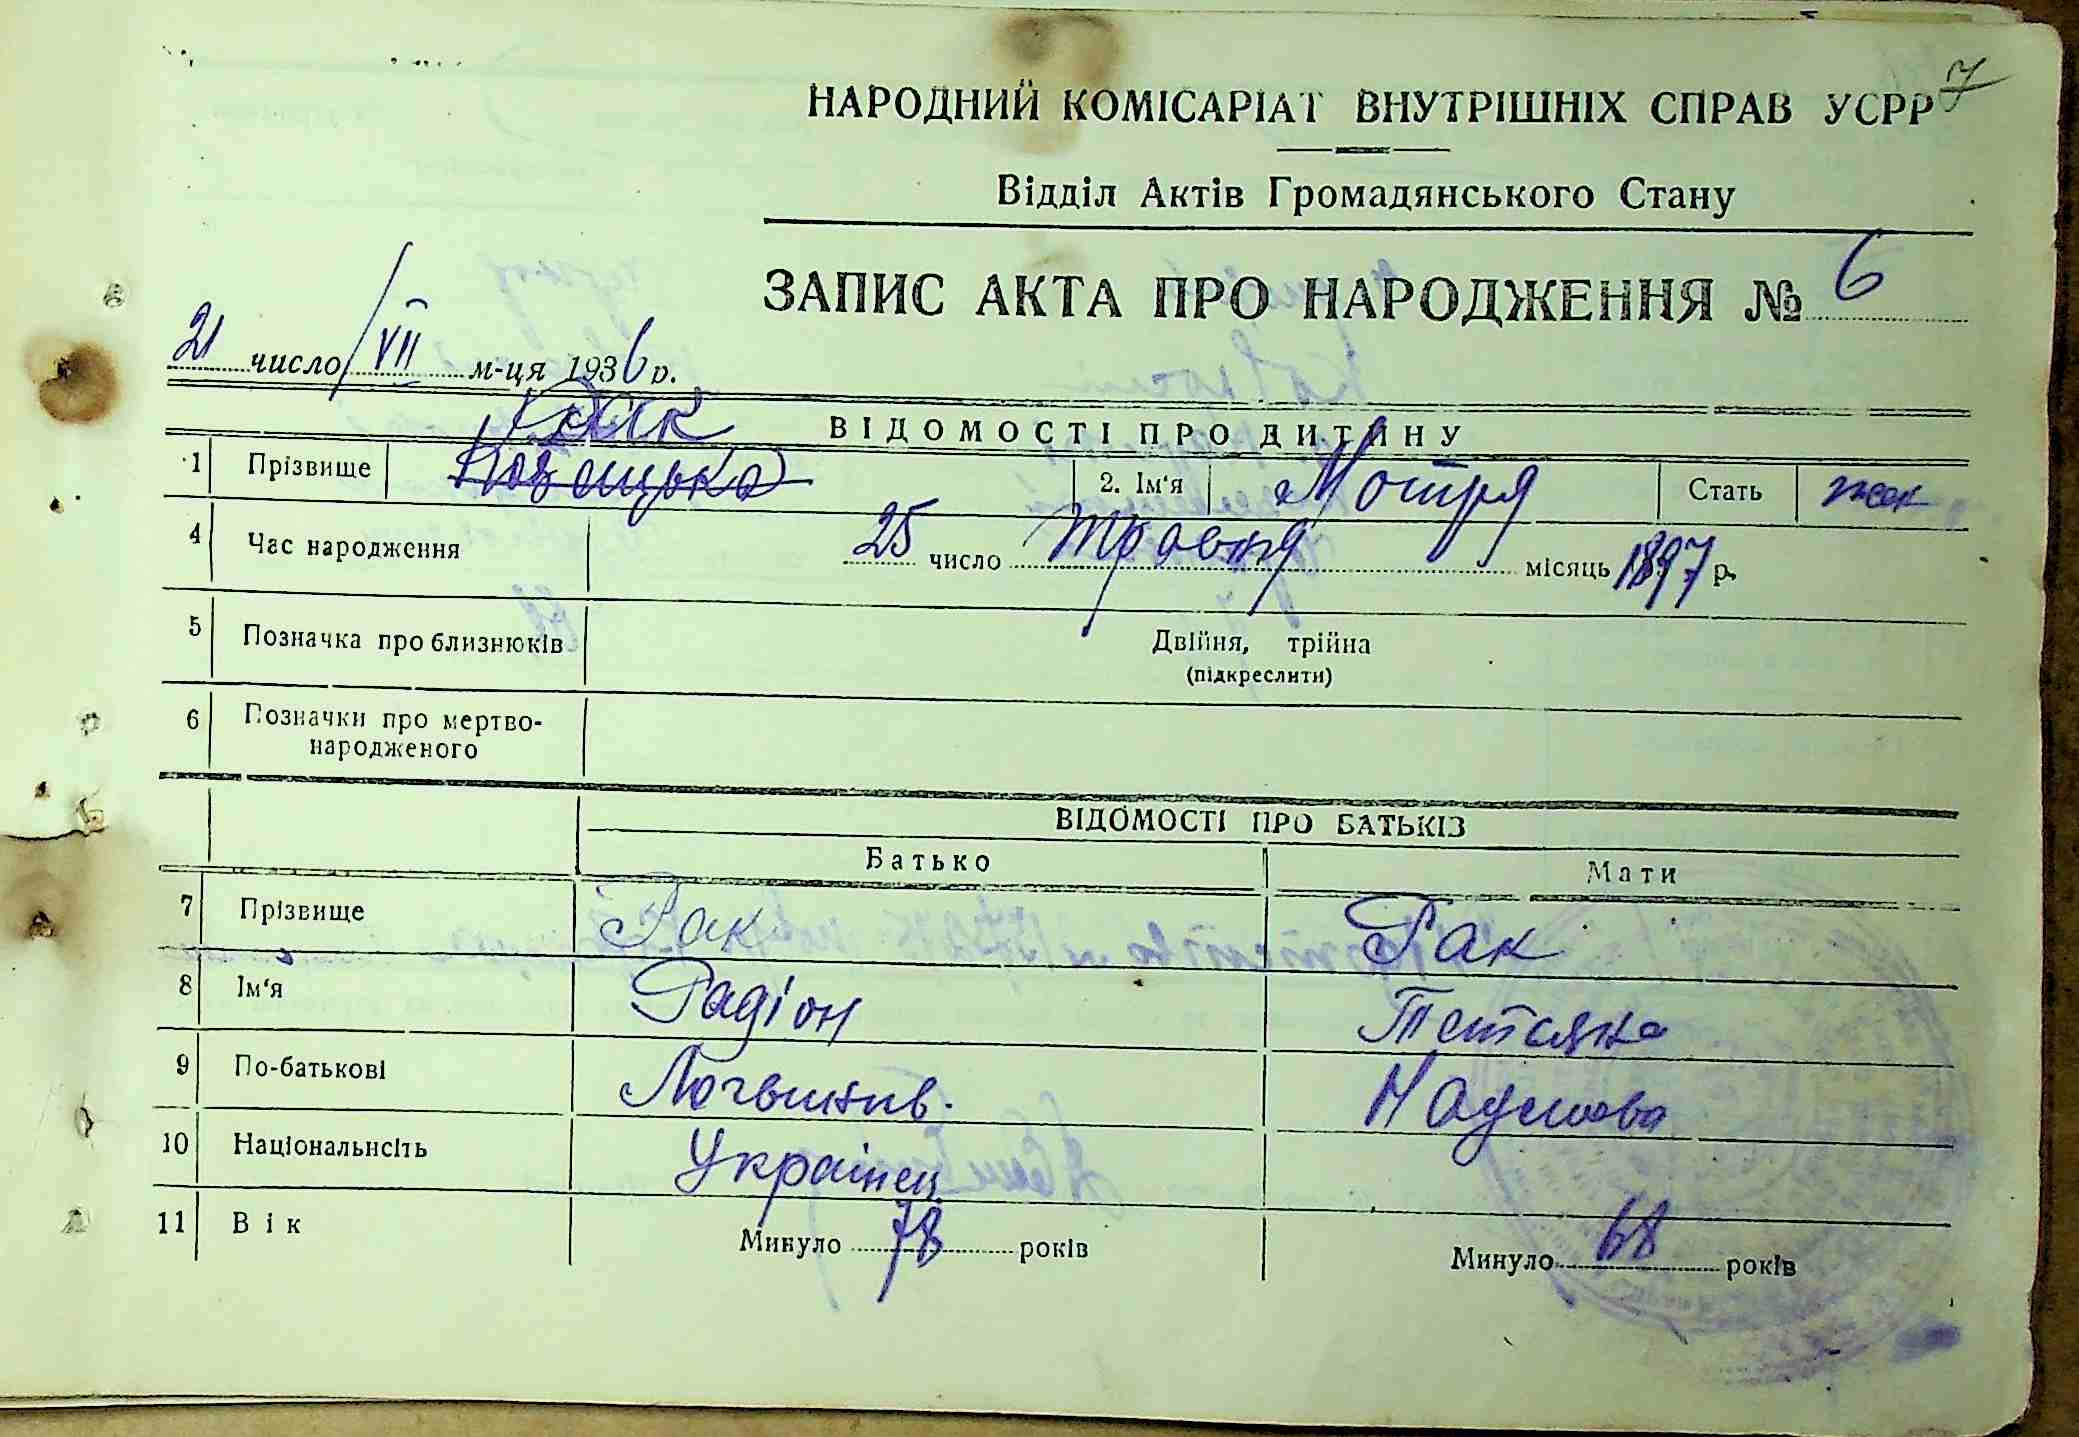 7
НАРОДНИЙ КОМІСАРІАТ ВНУТРІШНІХ СПРАВ УСРР
Відділ Актів Громадянського Стану
ЗАПИС АКТА ПРО НАРОДЖЕННЯ № 6
21 число / VII м-ця 1936 р.
ВІДОМОСТІ ПРО ДИТИНУ
Рак
1 Прізвище Козацька 2. Ім'я Мотря Стать жен
4 Час народження 25 число травня місяць 1897 р.
5 Позначка про близнюків Двійня, трійна
(підкреслити)
6 Позначки про мертво-
народженого
ВІДОМОСТІ ПРО БАТЬКІВ
Батько Мати
7 Прізвище Рак Рак
8 Ім'я Радіон Тетяна
9 По-батькові Логвинів. Наумова
10 Національність Українец
11 Вік Минуло 78 років Минуло 68 років